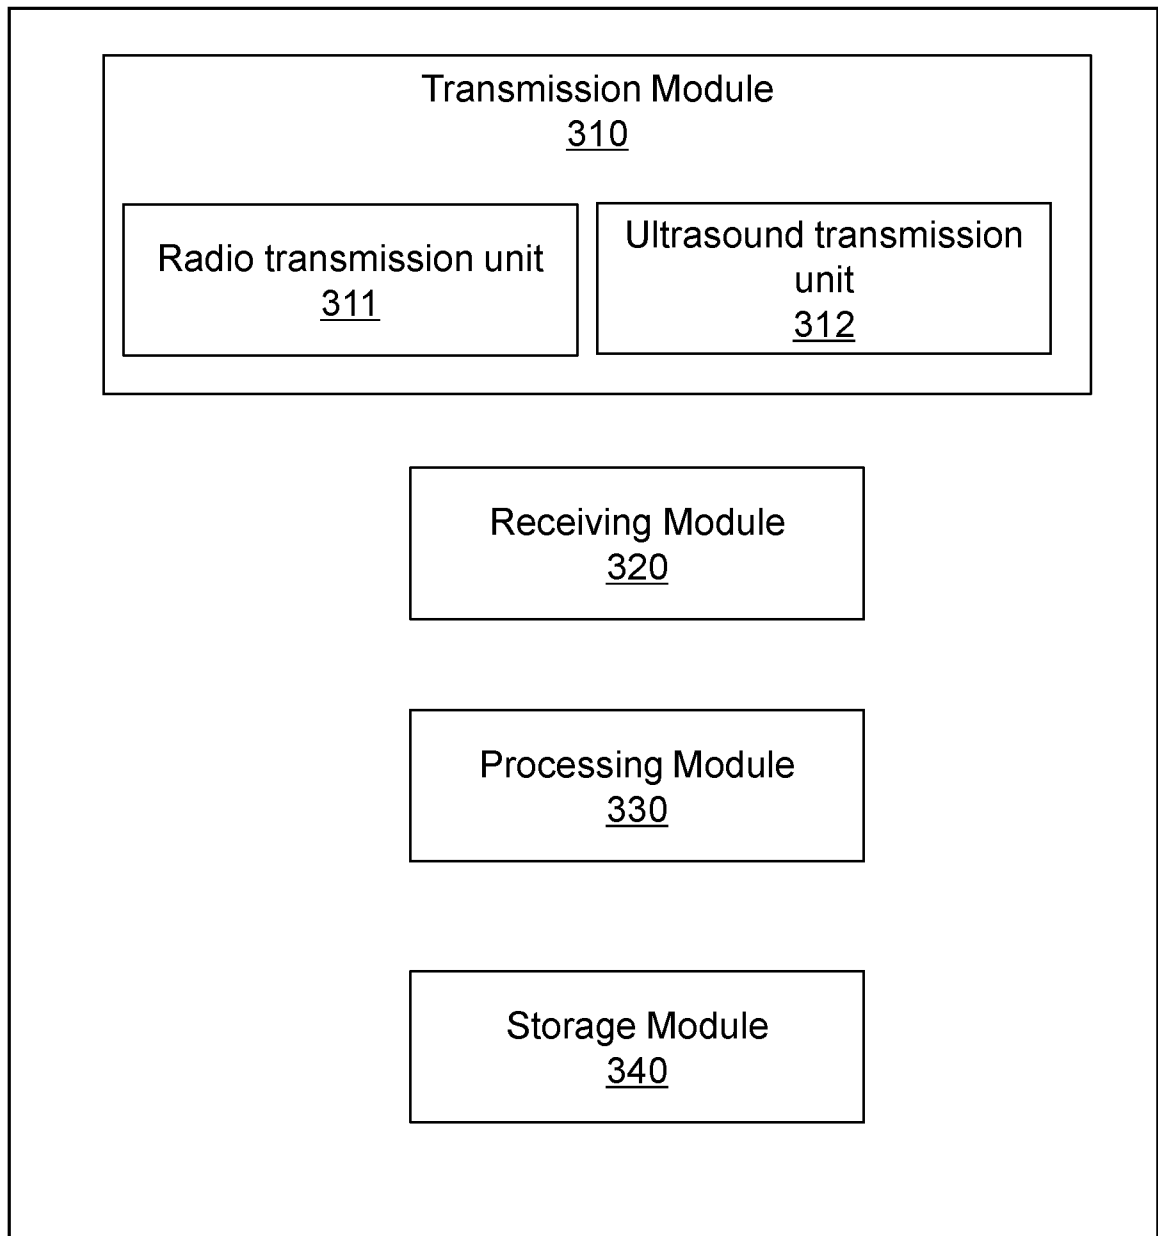 Transmission Module
310
Radio transmission unit
311
Ultrasound transmission
unit
312
Receiving Module
320
Processing Module
330
Storage Module
340